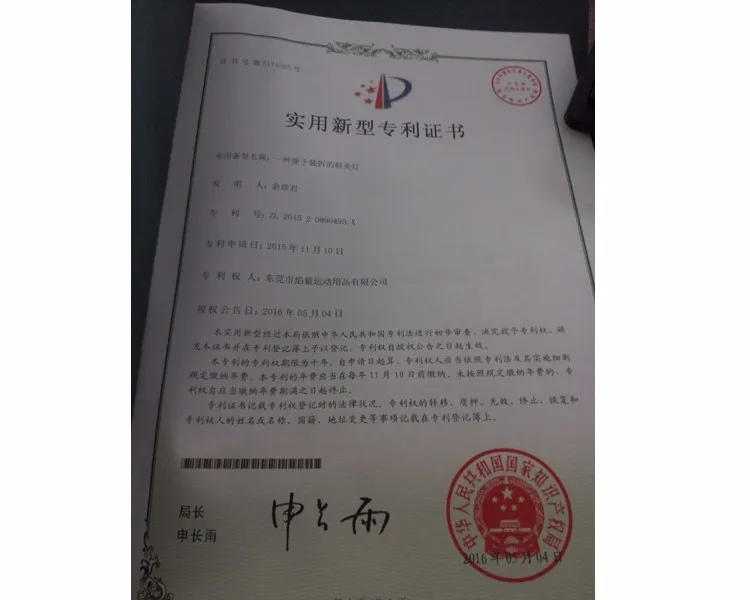 证书号第5174005号
实用新型专利证书
实用新型名称：一种便于装拆的鞋夹灯
发 明 人：
专 利 号：ZL 2015 2 0890493.X
专利申请日：2015年11月10日
专 利 权 人：东莞市焰狼运动用品有限公司
授权公告日：2016年05月04日
本实用新型经过本局依照中华人民共和国专利法进行初步审查，决定授予专利权，颁
发本证书并在专利登记簿上予以登记。专利权自授权公告之日起生效。
本专利的专利权期限为十年，自申请日起算。专利权人应当依照专利法及其实施细则
规定缴纳年费。本专利的年费应当在每年11月10日前缴纳。未按照规定缴纳年费的，专
利权自应当缴纳年费期满之日起终止。
专利证书记载专利权登记时的法律状况。专利权的转移、质押、无效、终止、恢复和
专利权人的姓名或名称、国籍、地址变更等事项记载在专利登记簿上。
局长
申长雨
申长雨
中华人民共和国国家知识产权局
2016年05月04日